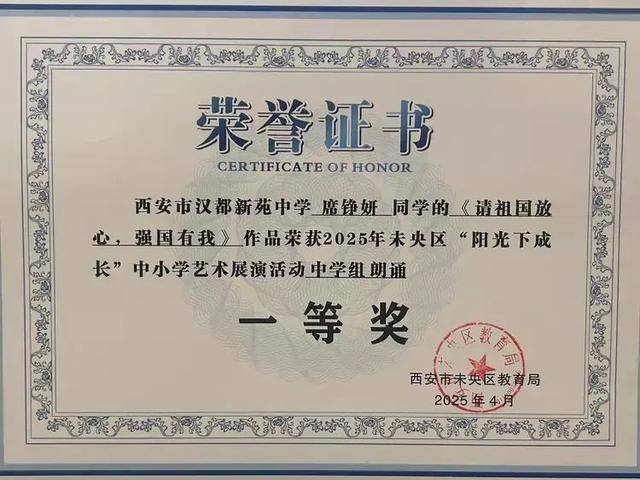 荣誉证书
CERTIFICATE OF HONOR
西安市汉都新苑中学 席铮妍 同学的《请祖国放
心，强国有我》作品荣获2025年未央区“阳光下成
长”中小学艺术展演活动中学组朗诵
一等奖
西安市未央区教育局
2025年4月